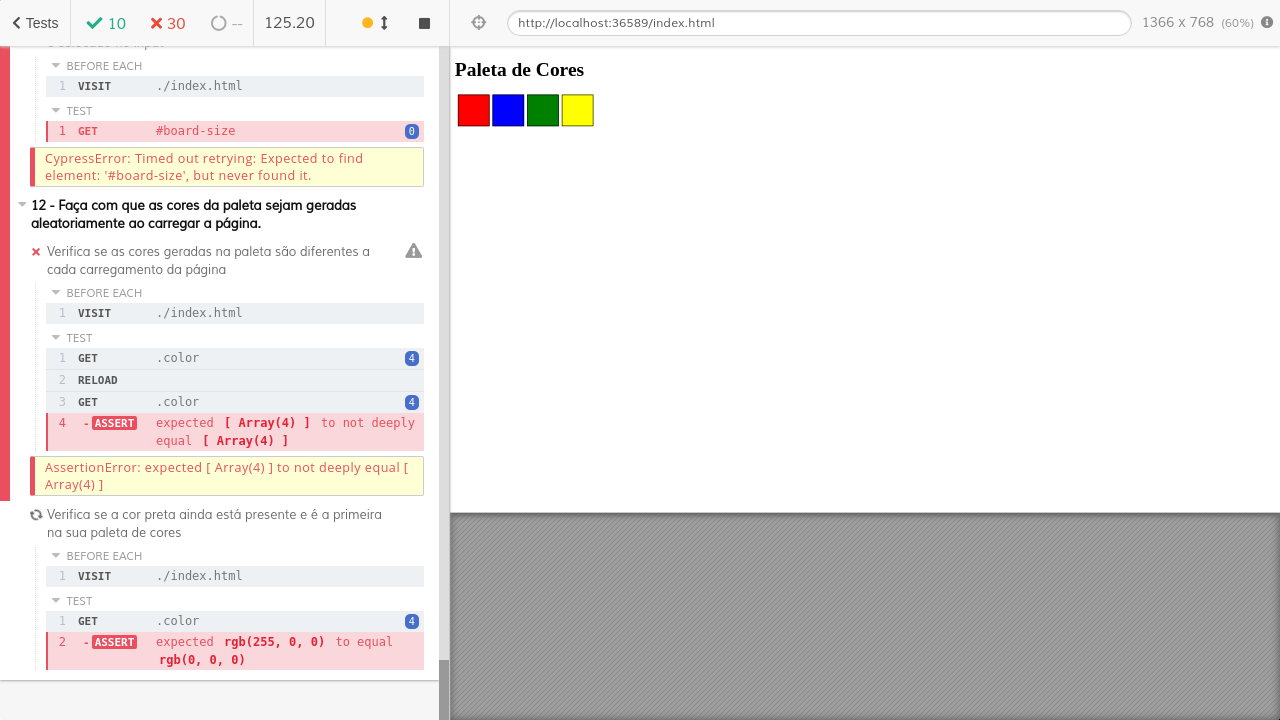 Tests
10
30
--
125.20
http://localhost:36589/index.html
1366 x 768 (60%)
BEFORE EACH
1 VISIT ./index.html
TEST
1 GET #board-size 0
CypressError: Timed out retrying: Expected to find
element: '#board-size', but never found it.
12 - Faça com que as cores da paleta sejam geradas
aleatoriamente ao carregar a página.
Verifica se as cores geradas na paleta são diferentes a
cada carregamento da página
BEFORE EACH
1 VISIT ./index.html
TEST
1 GET .color 4
2 RELOAD
3 GET .color 4
4 - ASSERT expected [ Array(4) ] to not deeply
equal [ Array(4) ]
AssertionError: expected [ Array(4) ] to not deeply equal [
Array(4) ]
Verifica se a cor preta ainda está presente e é a primeira
na sua paleta de cores
BEFORE EACH
1 VISIT ./index.html
TEST
1 GET .color 4
2 - ASSERT expected rgb(255, 0, 0) to equal
rgb(0, 0, 0)
Paleta de Cores